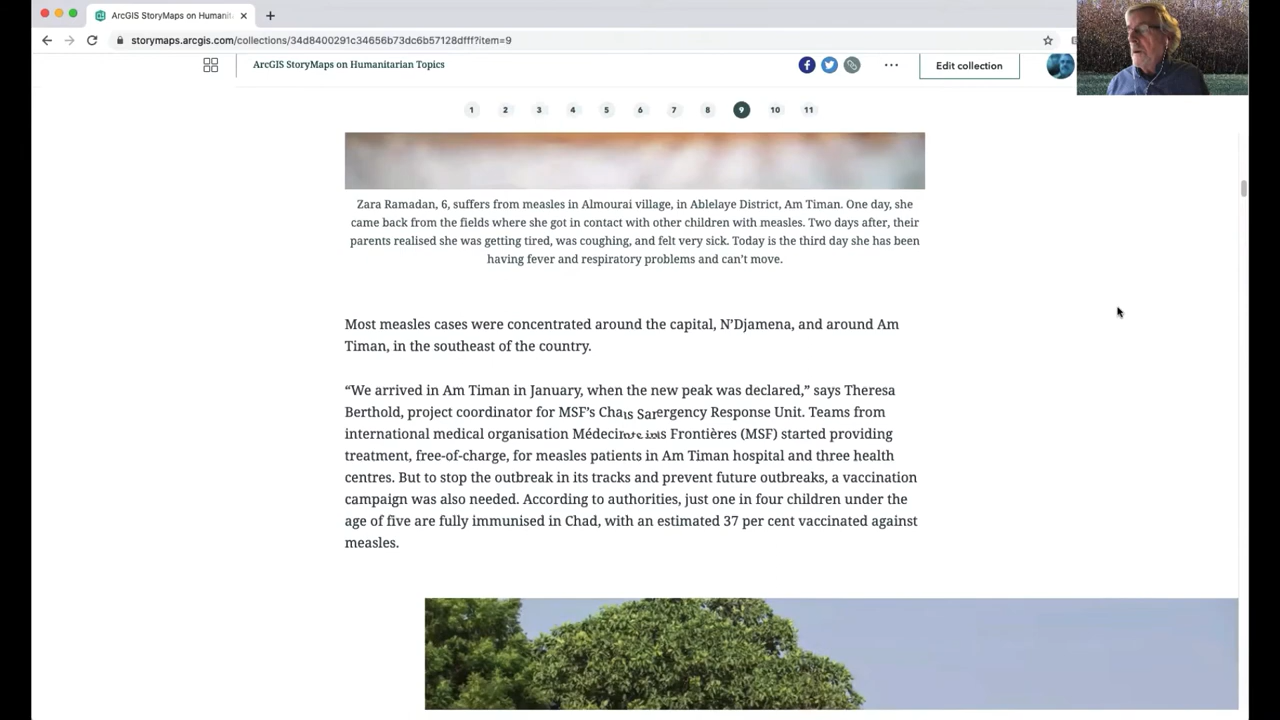 ArcGIS StoryMaps on Humanit
storymaps.arcgis.com/collections/34d8400291c34656b73dc6b57128dfff?item=9
ArcGIS StoryMaps on Humanitarian Topics
Edit collection
1 2 3 4 5 6 7 8 9 10 11
Zara Ramadan, 6, suffers from measles in Almourai village, in Ablelaye District, Am Timan. One day, she
came back from the fields where she got in contact with other children with measles. Two days after, their
parents realised she was getting tired, was coughing, and felt very sick. Today is the third day she has been
having fever and respiratory problems and can't move.
Most measles cases were concentrated around the capital, N'Djamena, and around Am
Timan, in the southeast of the country.
“We arrived in Am Timan in January, when the new peak was declared,” says Theresa
Berthold, project coordinator for MSF's Response Unit. Teams from
international medical organisation Frontières (MSF) started providing
treatment, free-of-charge, for measles patients in Am Timan hospital and three health
centres. But to stop the outbreak in its tracks and prevent future outbreaks, a vaccination
campaign was also needed. According to authorities, just one in four children under the
age of five are fully immunised in Chad, with an estimated 37 per cent vaccinated against
measles.